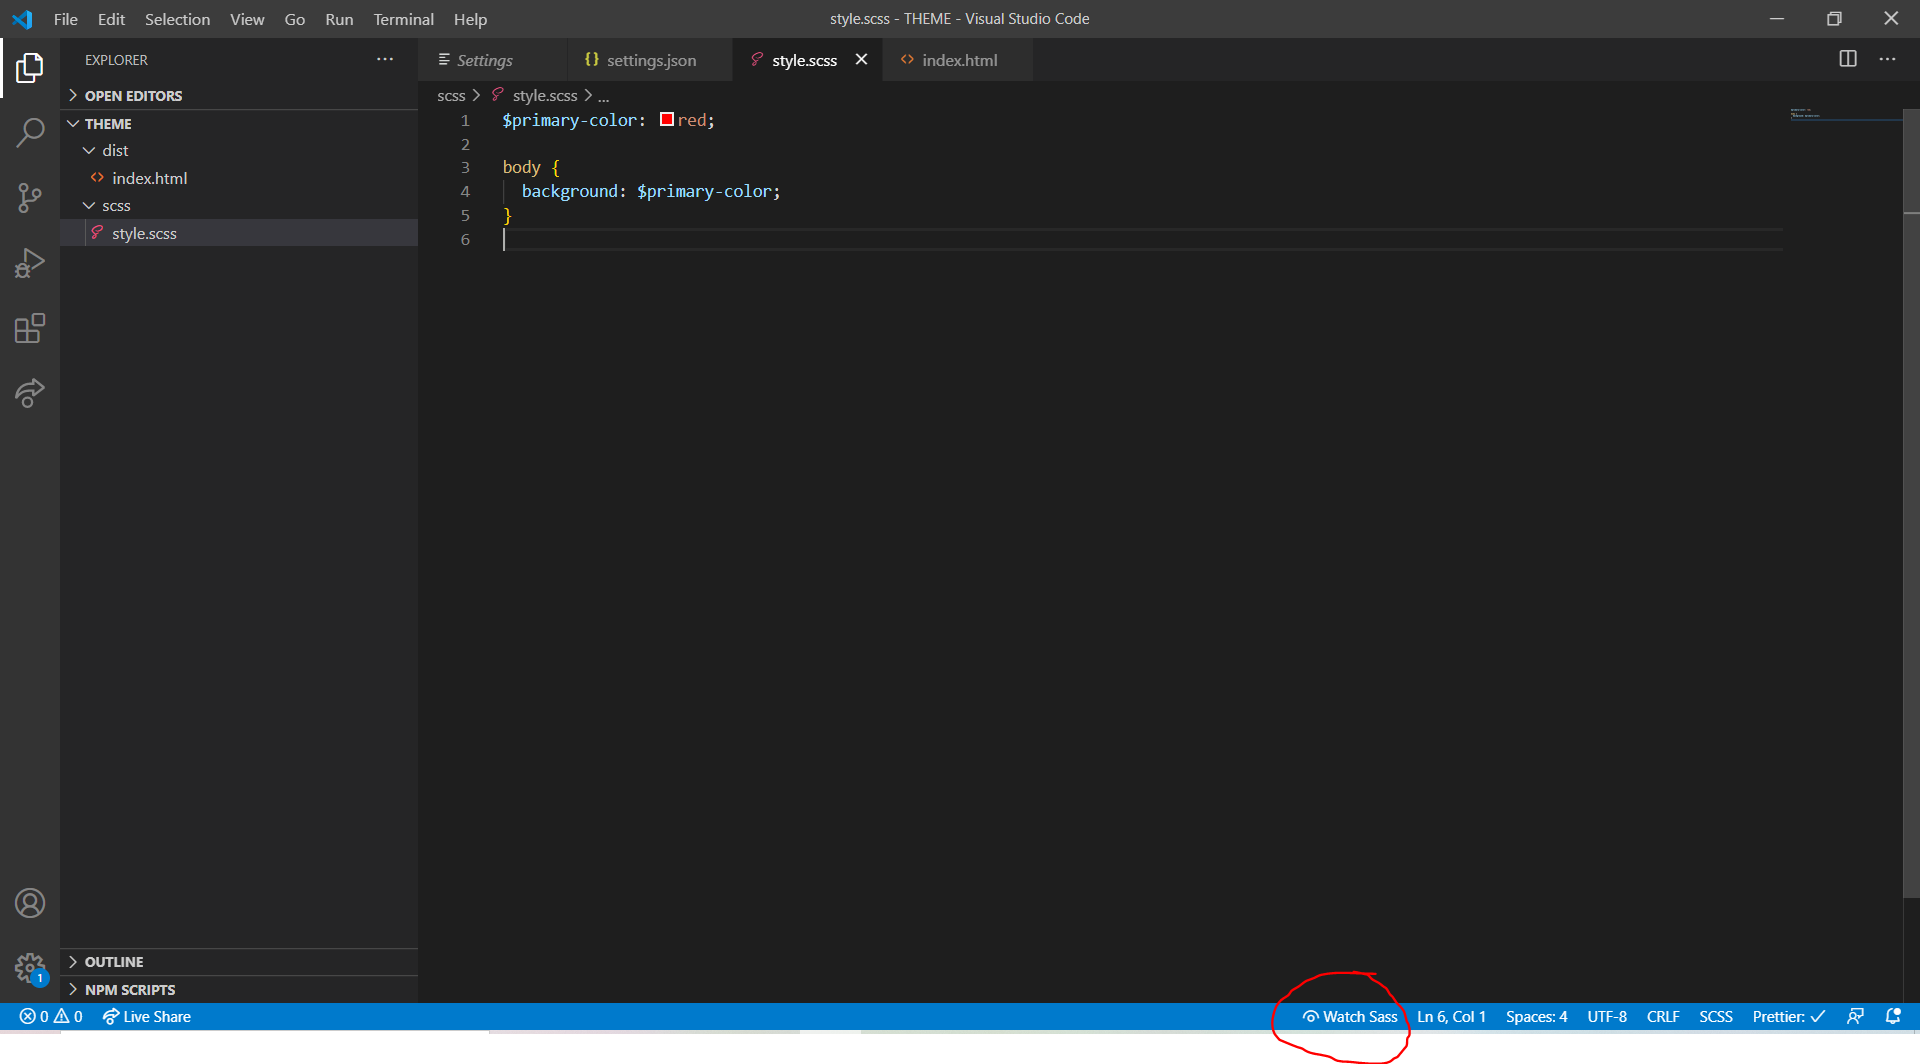 File Edit Selection View Go Run Terminal Help
style.scss - THEME - Visual Studio Code
EXPLORER
Settings
settings.json
style.scss
index.html
OPEN EDITORS
THEME
dist
index.html
scss
style.scss
scss > style.scss > ...
1 $primary-color: red;
2
3 body {
4 background: $primary-color;
5 }
6
1
OUTLINE
NPM SCRIPTS
0 0 Live Share
Watch Sass Ln 6, Col 1 Spaces: 4 UTF-8 CRLF SCSS Prettier: ✓